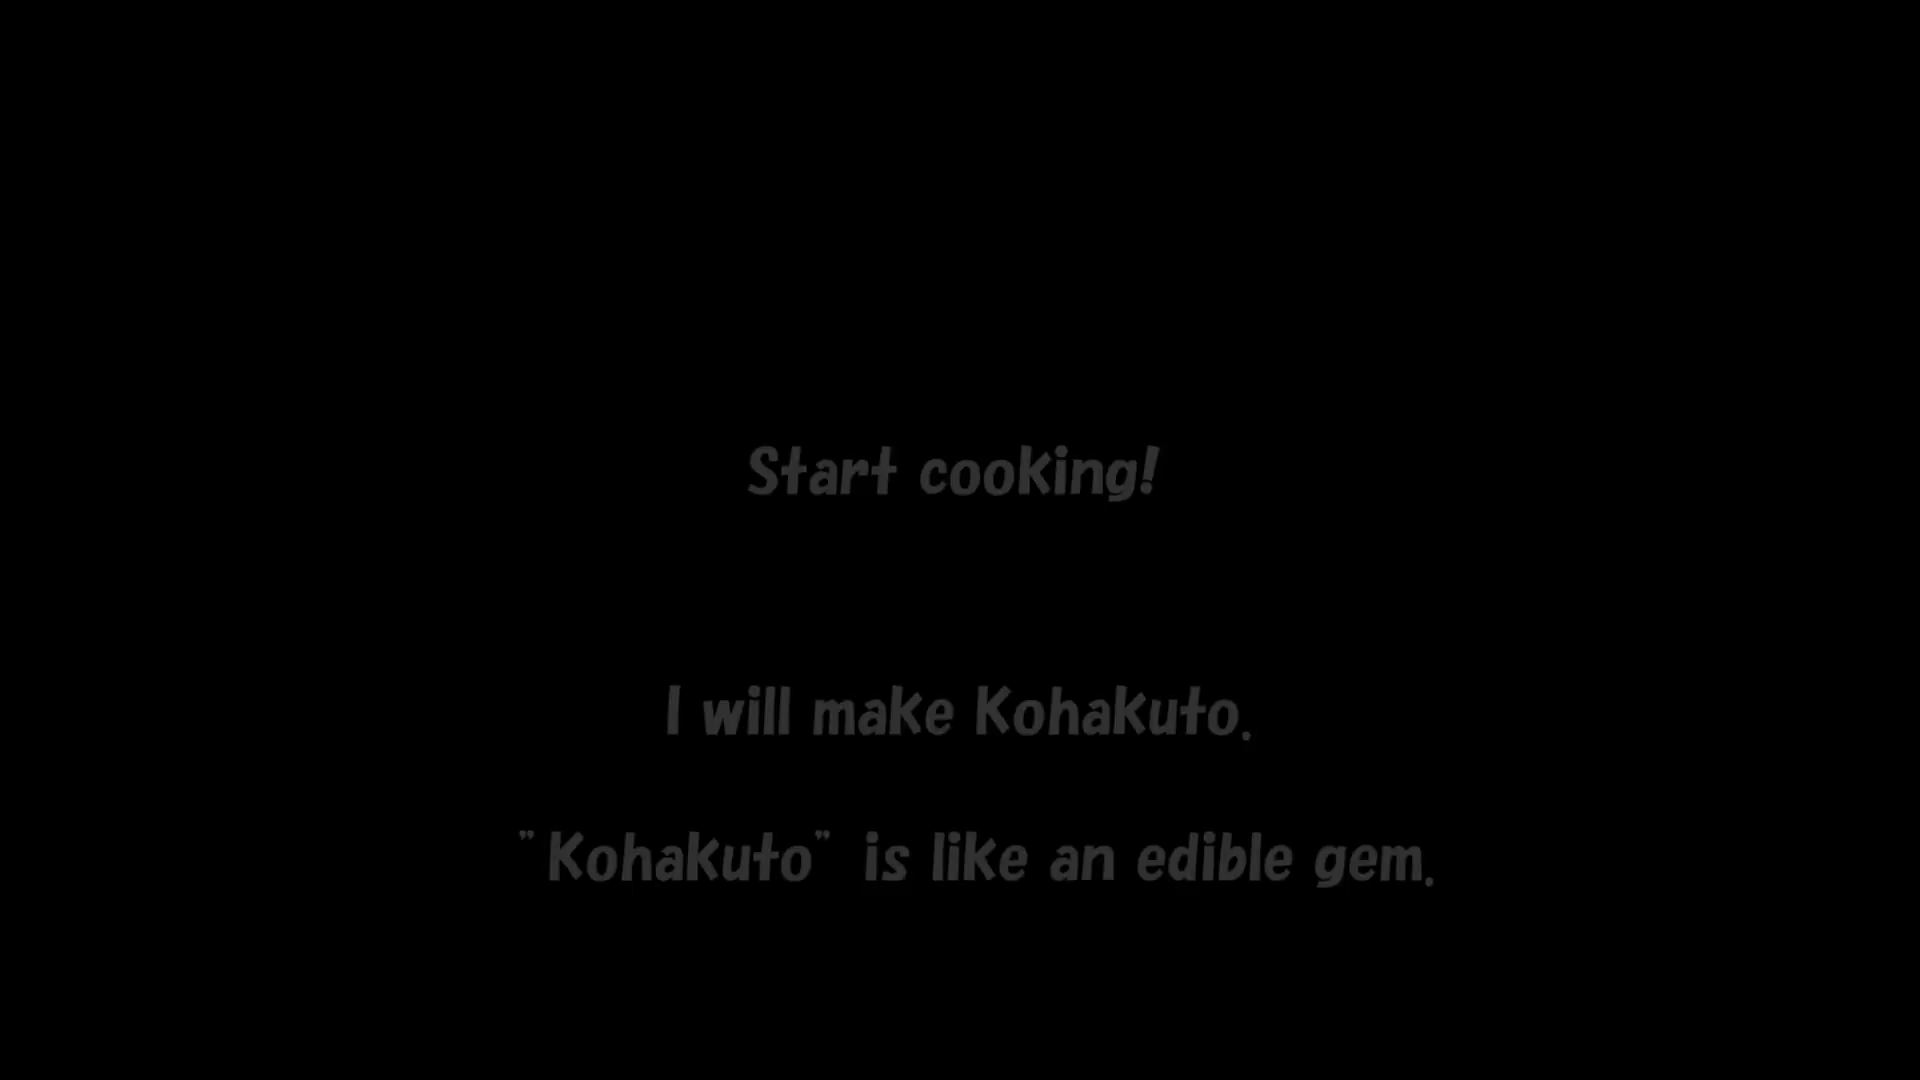 Start cooking!
I will make Kohakuto.
"Kohakuto" is like an edible gem.